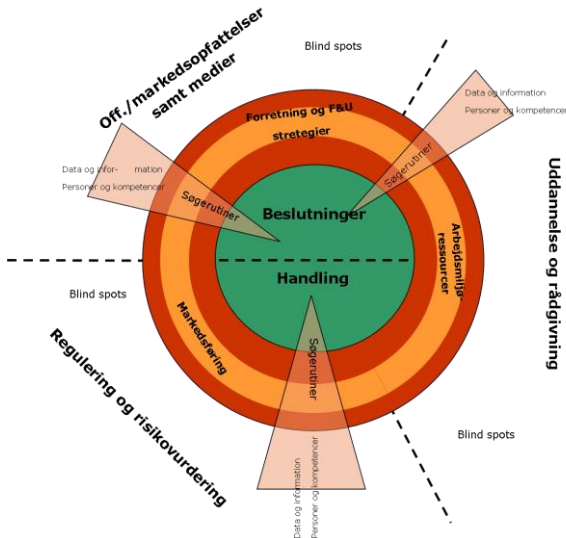 Blind spots
Off./markedsopfattelser
samt medier
Forretning og F&U
stretegier
Data og information
Personer og kompetencer
Søgerutiner
Data og infor- mation
Personer og kompetencer
Søgerutiner
Uddannelse og rådgivning
Arbejdsmiljø-
ressourcer
Beslutninger
Handling
Blind spots
Markedsføring
Regulering og risikovurdering
Søgerutiner
Data og information
Personer og kompetencer
Blind spots